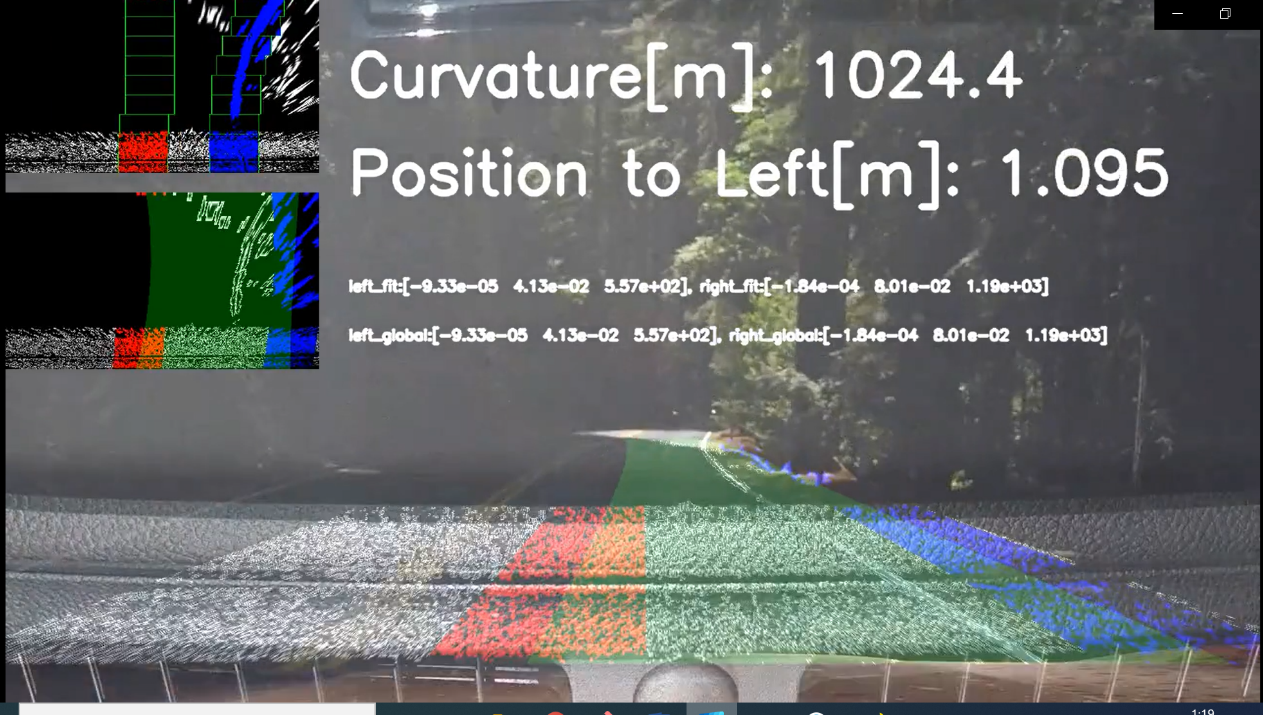 Curvature[m]: 1024.4
Position to Left[m]: 1.095
left_fit:[-9.33e-05 4.13e-02 5.57e+02], right_fit:[-1.84e-04 8.01e-02 1.19e+03]
left_global:[-9.33e-05 4.13e-02 5.57e+02], right_global:[-1.84e-04 8.01e-02 1.19e+03]
1:19